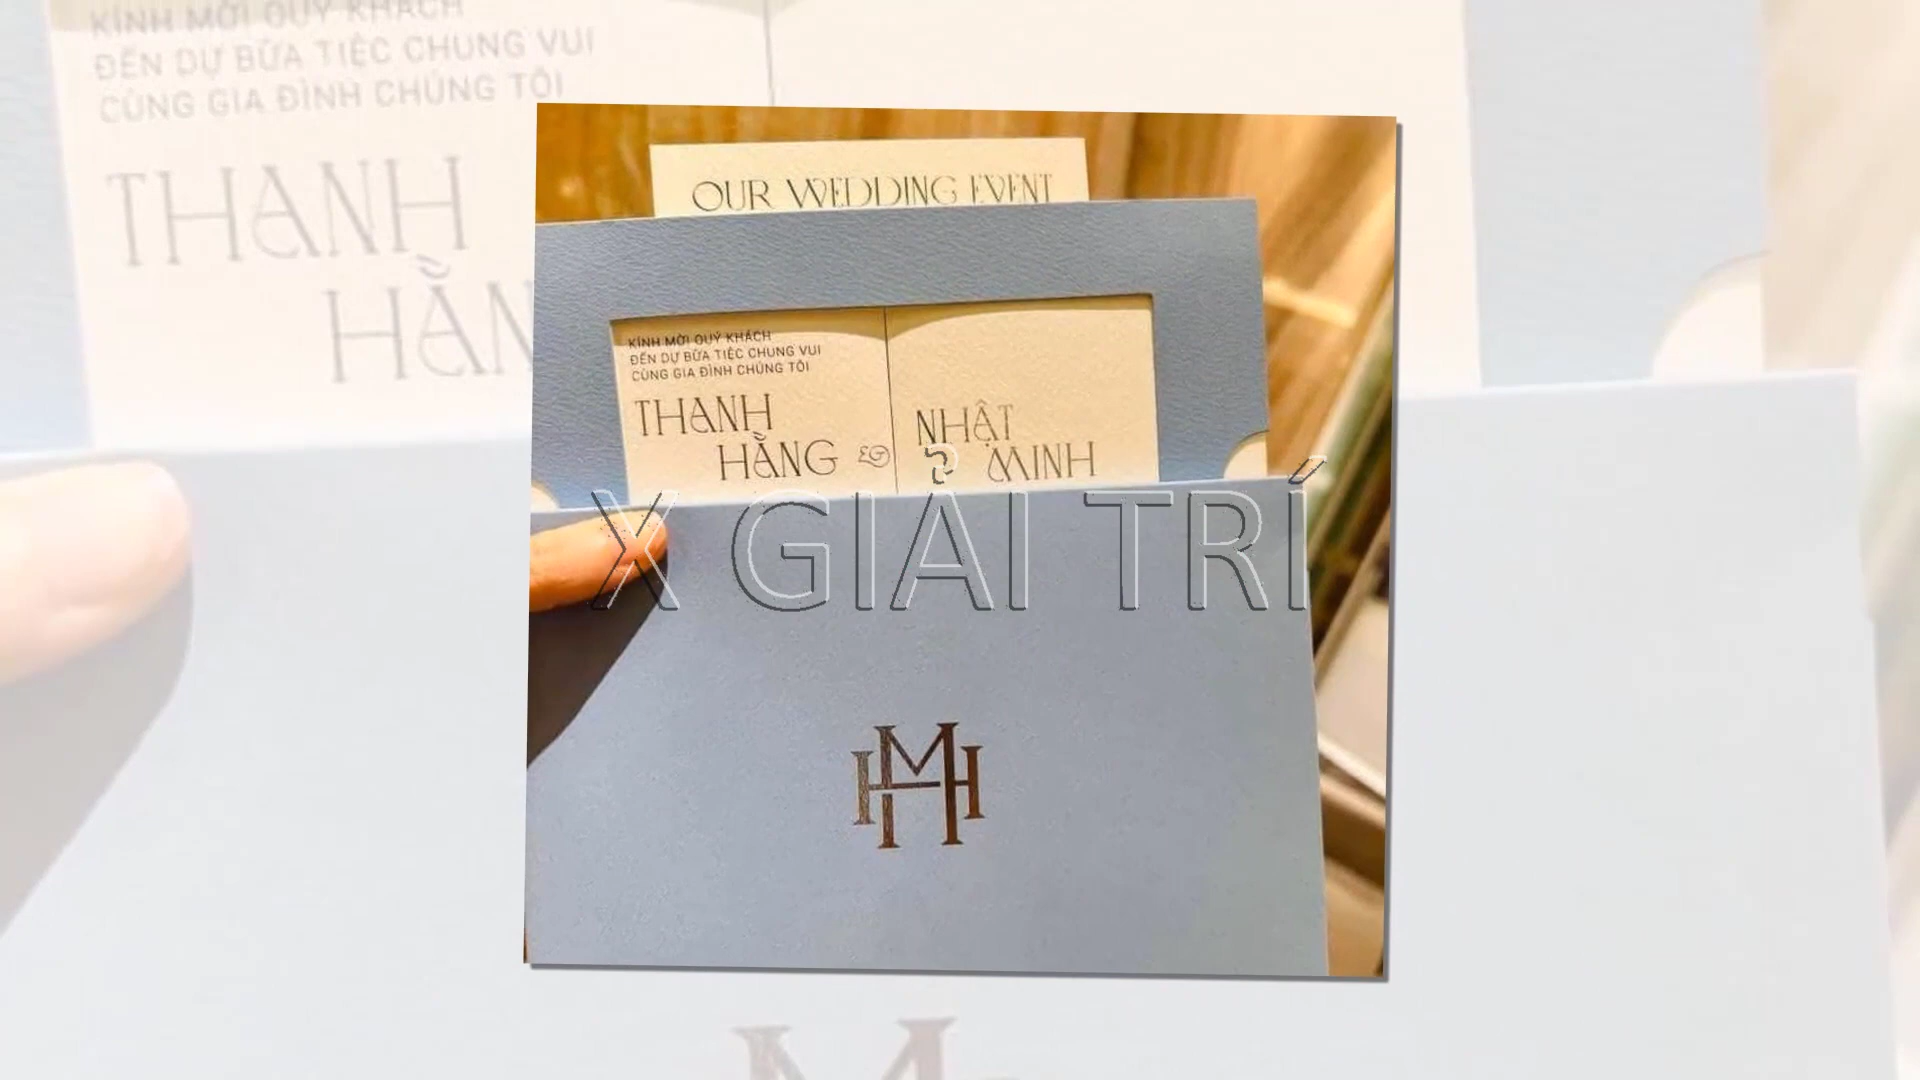 KÍNH MỜI QUÝ KHÁCH
ĐẾN DỰ BỮA TIỆC CHUNG VUI
CÙNG GIA ĐÌNH CHÚNG TÔI
THANH
HẰN
OUR WEDDING EVENT
KÍNH MỜI QUÝ KHÁCH
ĐẾN DỰ BỮA TIỆC CHUNG VUI
CÙNG GIA ĐÌNH CHÚNG TÔI
THANH
HẰNG &
NHẬT
MINH
X GIẢI TRÍ
HMH